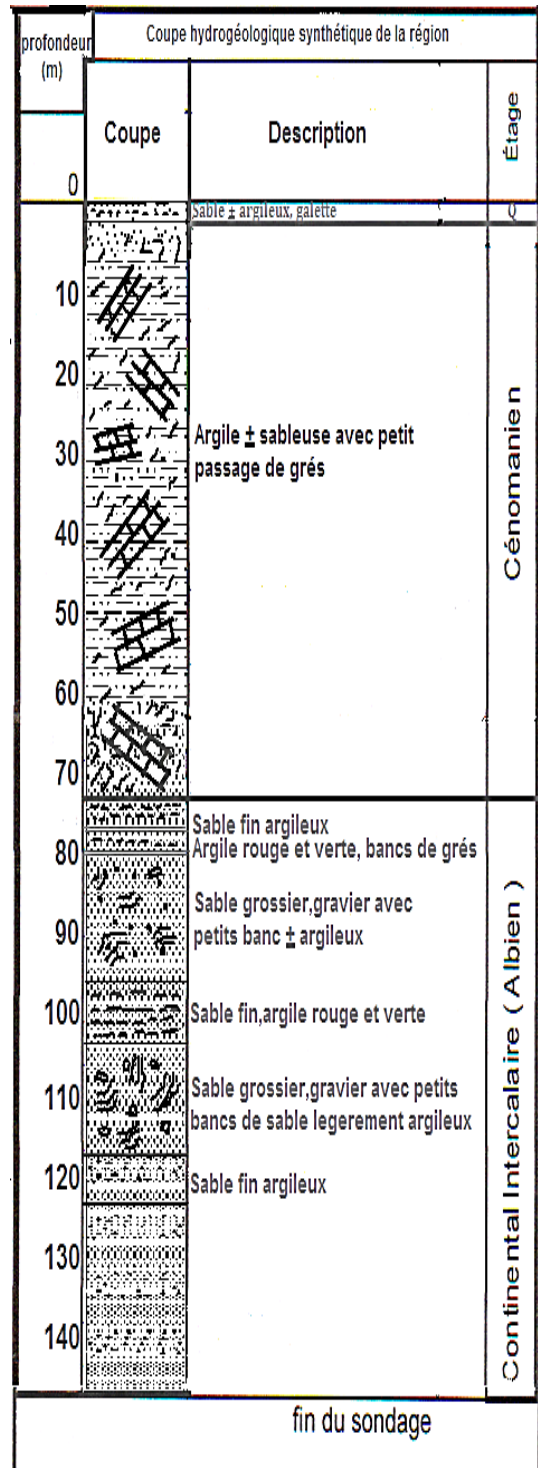 profondeur
(m)
Coupe hydrogéologique synthétique de la région
Coupe
Description
Étage
0
Sable ± argileux, galette
Q
10
20
30
40
50
60
70
Argile ± sableuse avec petit
passage de grés
Cénomanien
80
90
100
110
120
130
140
Sable fin argileux
Argile rouge et verte, bancs de grés
Sable grossier,gravier avec
petits banc ± argileux
Sable fin,argile rouge et verte
Sable grossier,gravier avec petits
bancs de sable legerement argileux
Sable fin argileux
Continental Intercalaire ( Albien )
fin du sondage